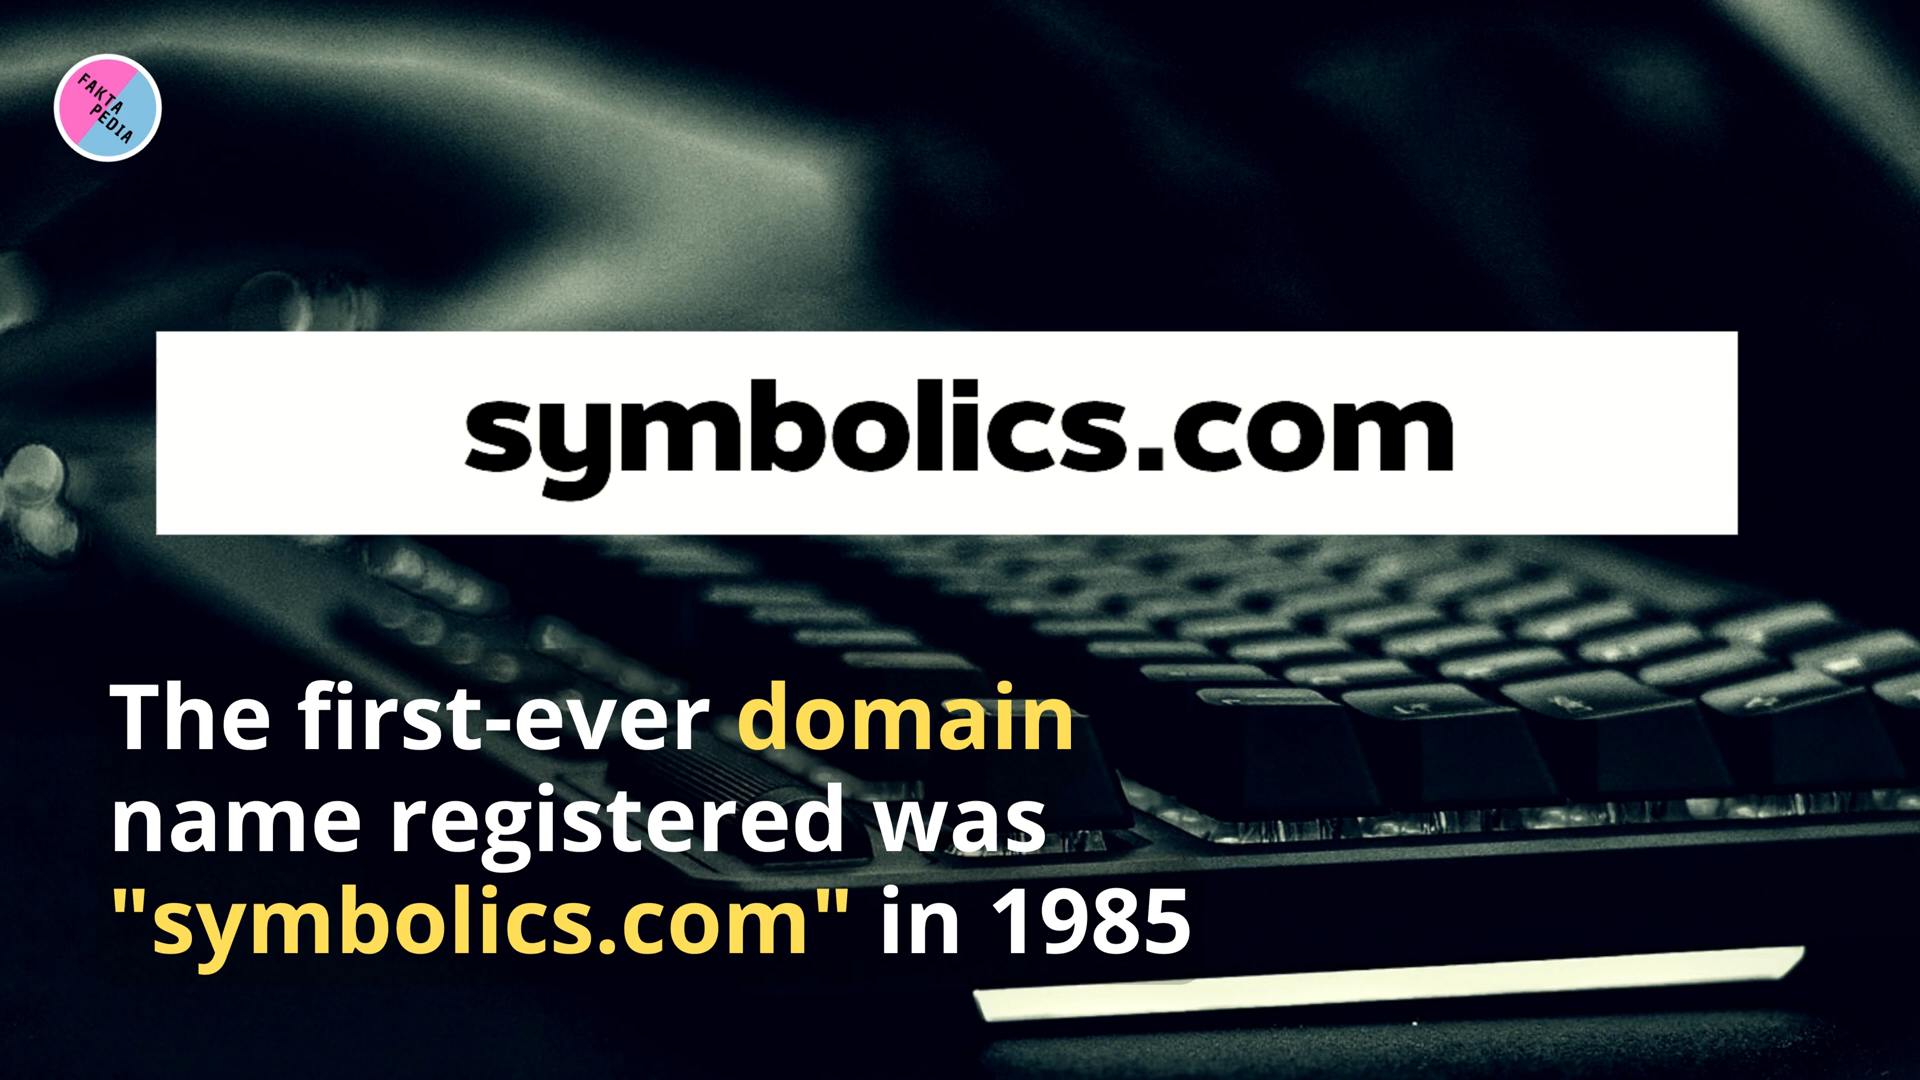 FAKTA
PEDIA
symbolics.com
The first-ever domain
name registered was
"symbolics.com" in 1985